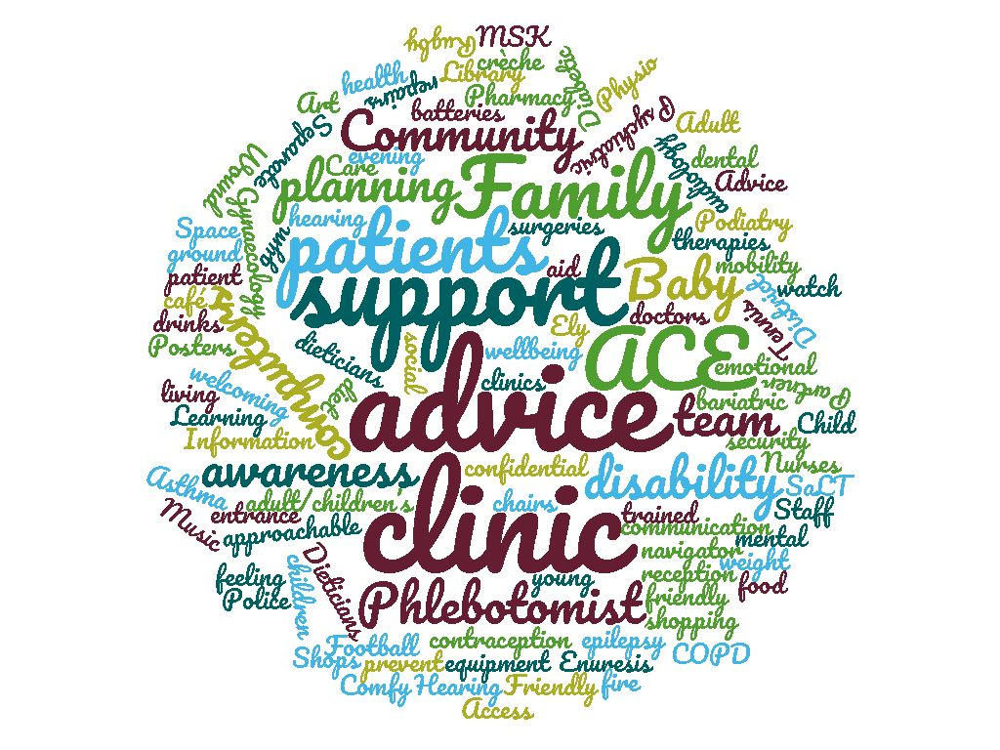 Rugby MSK
crèche
health repairs Library Diabetic Physio
Art batteries Pharmacy
Separate Community Psychiatric Adult
Wound Care evening audiology dental
planning Family Advice
Space hearing surgeries Podiatry
Gynaecology patients therapies
ground aid mobility
patient support Baby District watch
café
drinks doctors Tennis
Posters computers dieticians social Ely
wellbeing ACE emotional
welcoming diet clinics Partner
living advice bariatric
Learning team Child
Information security
awareness confidential Nurses
Asthma disability SaLT
adult/children's chairs
Music entrance trained Staff
approachable clinic communication
mental
navigator
weight
feeling children Dieticians young reception food
Police Phlebotomist friendly
shopping
Football contraception epilepsy COPD
Shops prevent equipment Enuresis
Comfy Hearing Friendly fire
Access